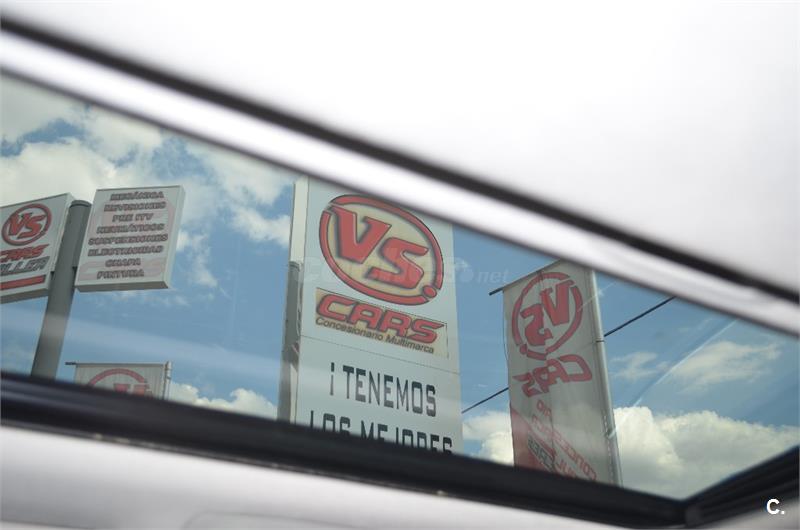 VS.
CARS
MECÁNICA
REVISIONES
PRE ITV
NEUMÁTICOS
SUSPENSIONES
ELECTRICIDAD
CHAPA
PINTURA
VS.
CARS
Concesionario Multimarca
¡TENEMOS
LOS MEJORES
VS.
CARS
C.